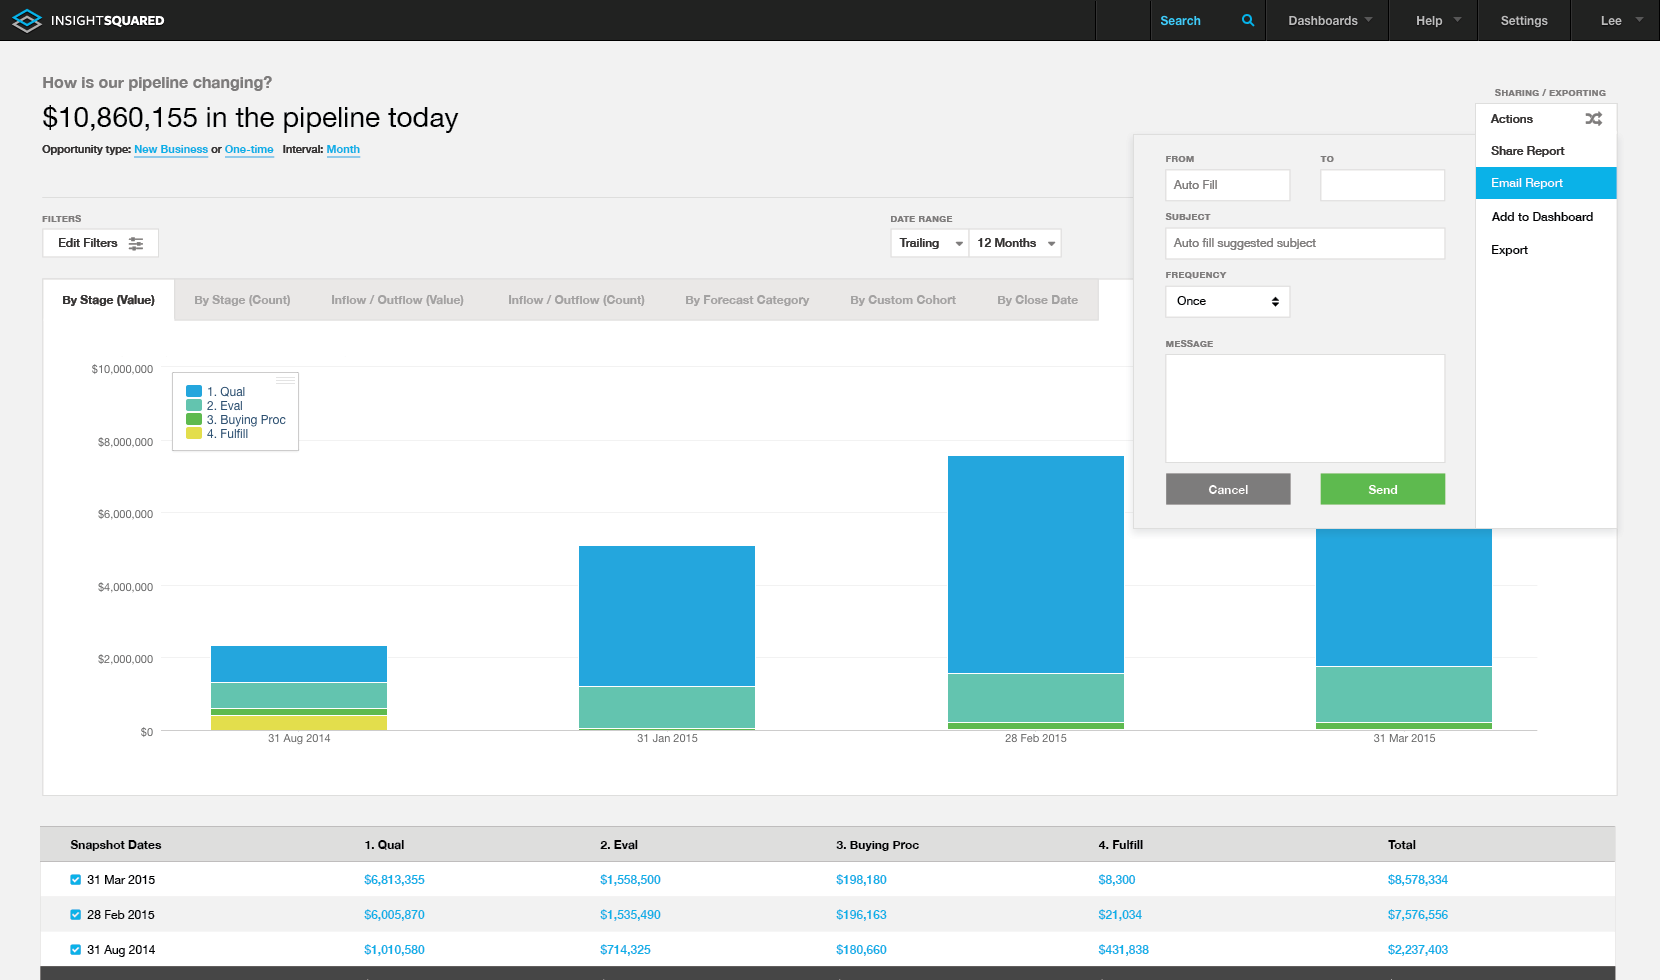 INSIGHTSQUARED
Search Dashboards Help Settings Lee
How is our pipeline changing?
$10,860,155 in the pipeline today
Opportunity type: New Business or One-time Interval: Month
SHARING / EXPORTING
Actions
Share Report
Email Report
Add to Dashboard
Export
FROM TO
Auto Fill
SUBJECT
Auto fill suggested subject
FREQUENCY
Once
MESSAGE
Cancel Send
FILTERS
Edit Filters
DATE RANGE
Trailing 12 Months
By Stage (Value) By Stage (Count) Inflow / Outflow (Value) Inflow / Outflow (Count) By Forecast Category By Custom Cohort By Close Date
$10,000,000
$8,000,000
$6,000,000
$4,000,000
$2,000,000
$0
1. Qual
2. Eval
3. Buying Proc
4. Fulfill
31 Aug 2014 31 Jan 2015 28 Feb 2015 31 Mar 2015
Snapshot Dates 1. Qual 2. Eval 3. Buying Proc 4. Fulfill Total
31 Mar 2015 $6,813,355 $1,558,500 $198,180 $8,300 $8,578,334
28 Feb 2015 $6,005,870 $1,535,490 $196,163 $21,034 $7,576,556
31 Aug 2014 $1,010,580 $714,325 $180,660 $431,838 $2,237,403